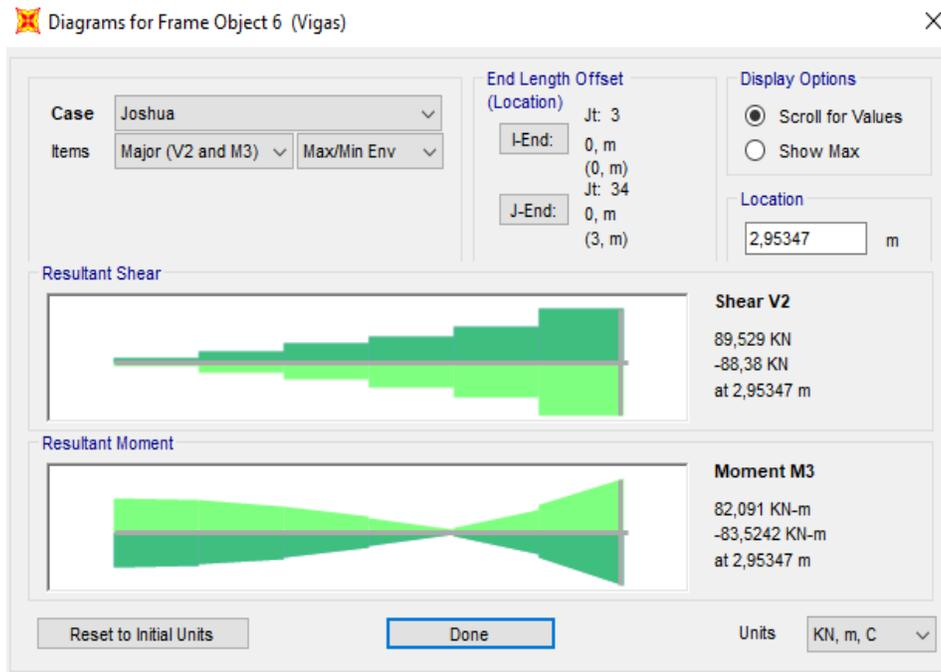 Diagrams for Frame Object 6 (Vigas)
End Length Offset
(Location)
Display Options
Case
Joshua
Jt: 3
Scroll for Values
Items
Major (V2 and M3)
Max/Min Env
I-End:
0, m
(0, m)
Show Max
Jt: 34
J-End:
0, m
(3, m)
Location
2,95347
m
Resultant Shear
Shear V2
89,529 KN
-88,38 KN
at 2,95347 m
Resultant Moment
Moment M3
82,091 KN-m
-83,5242 KN-m
at 2,95347 m
Reset to Initial Units
Done
Units
KN, m, C